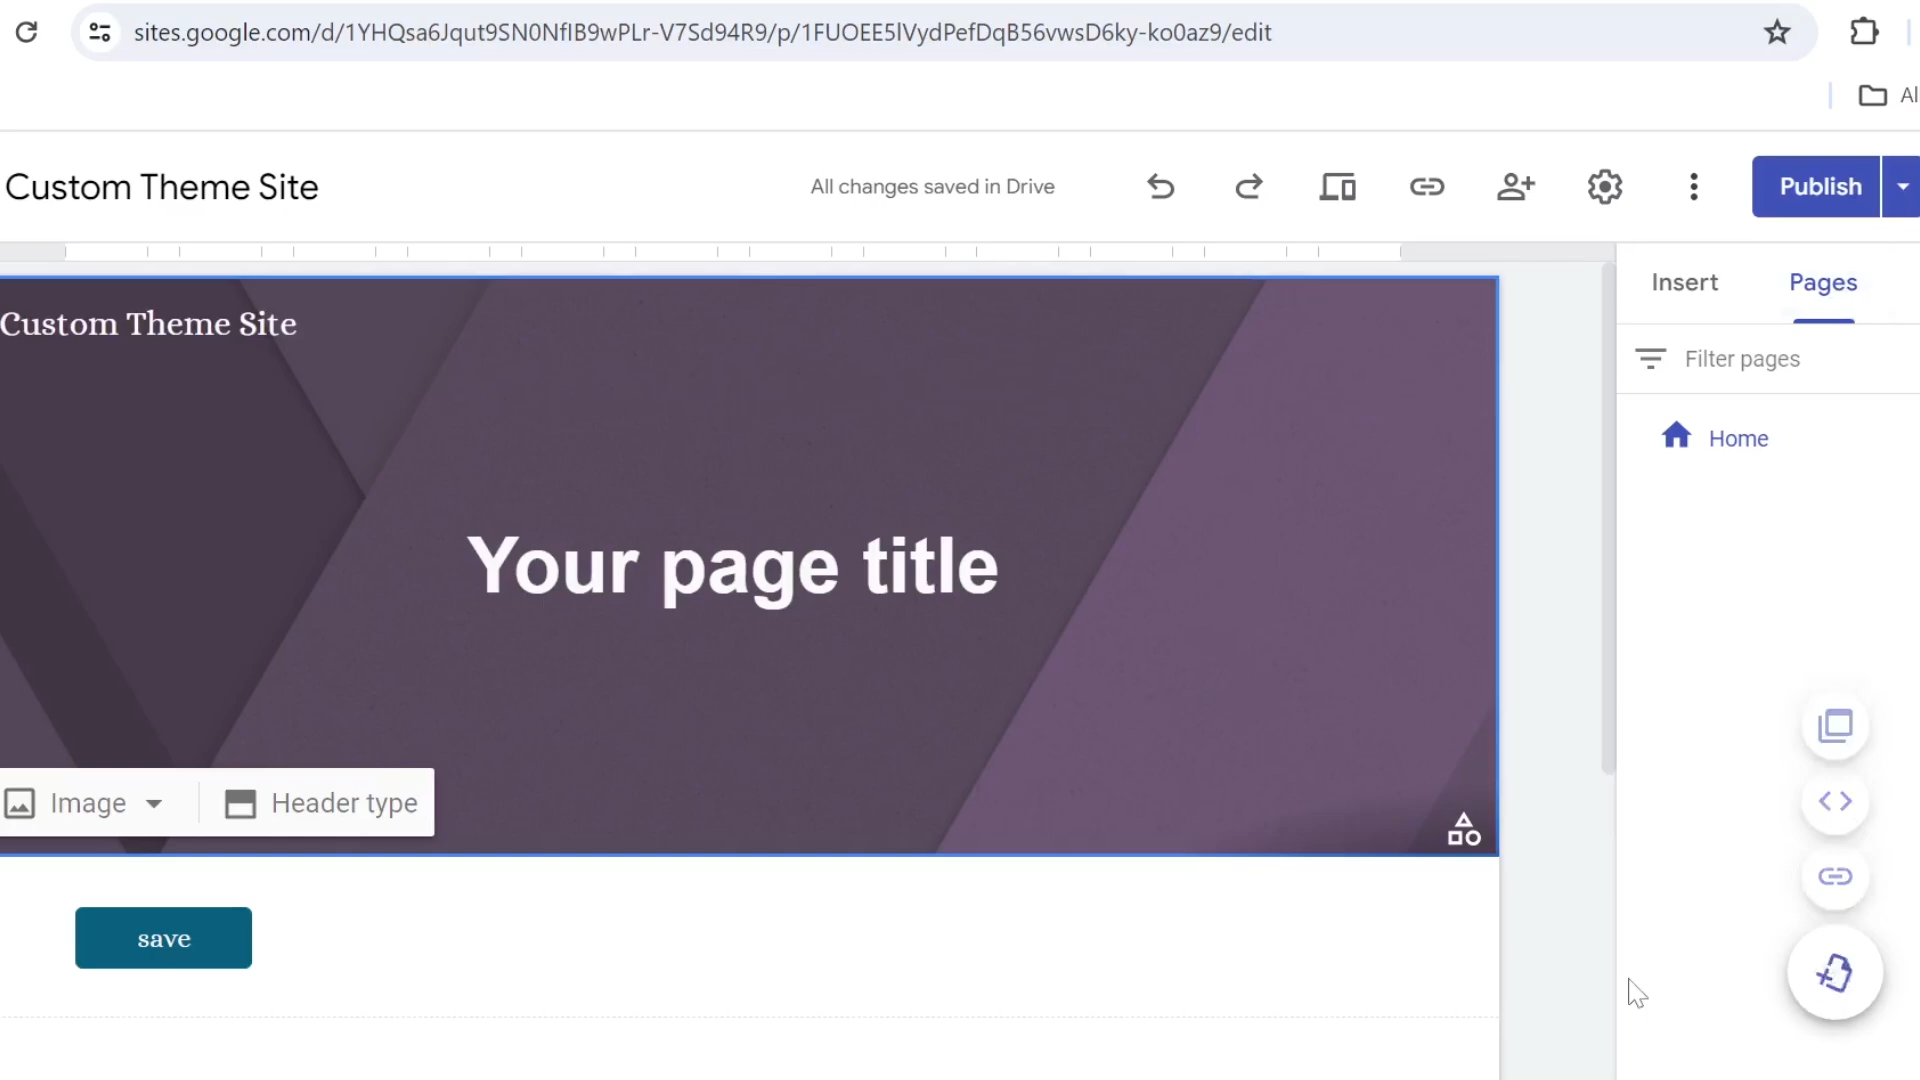 sites.google.com/d/1YHQsa6Jqut9SN0NfIB9wPLr-V7Sd94R9/p/1FUOEE5lVydPefDqB56vwsD6ky-ko0az9/edit
Al
Custom Theme Site
All changes saved in Drive
Publish
Insert
Pages
Custom Theme Site
Filter pages
Home
Your page title
Image
Header type
save